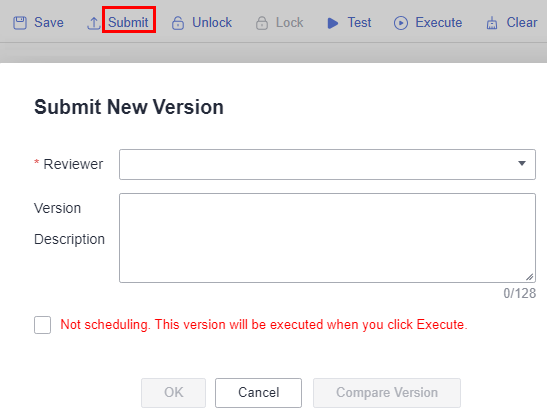 Save Submit Unlock Lock Test Execute Clear
Submit New Version
* Reviewer
Version
Description
0/128
Not scheduling. This version will be executed when you click Execute.
OK Cancel Compare Version